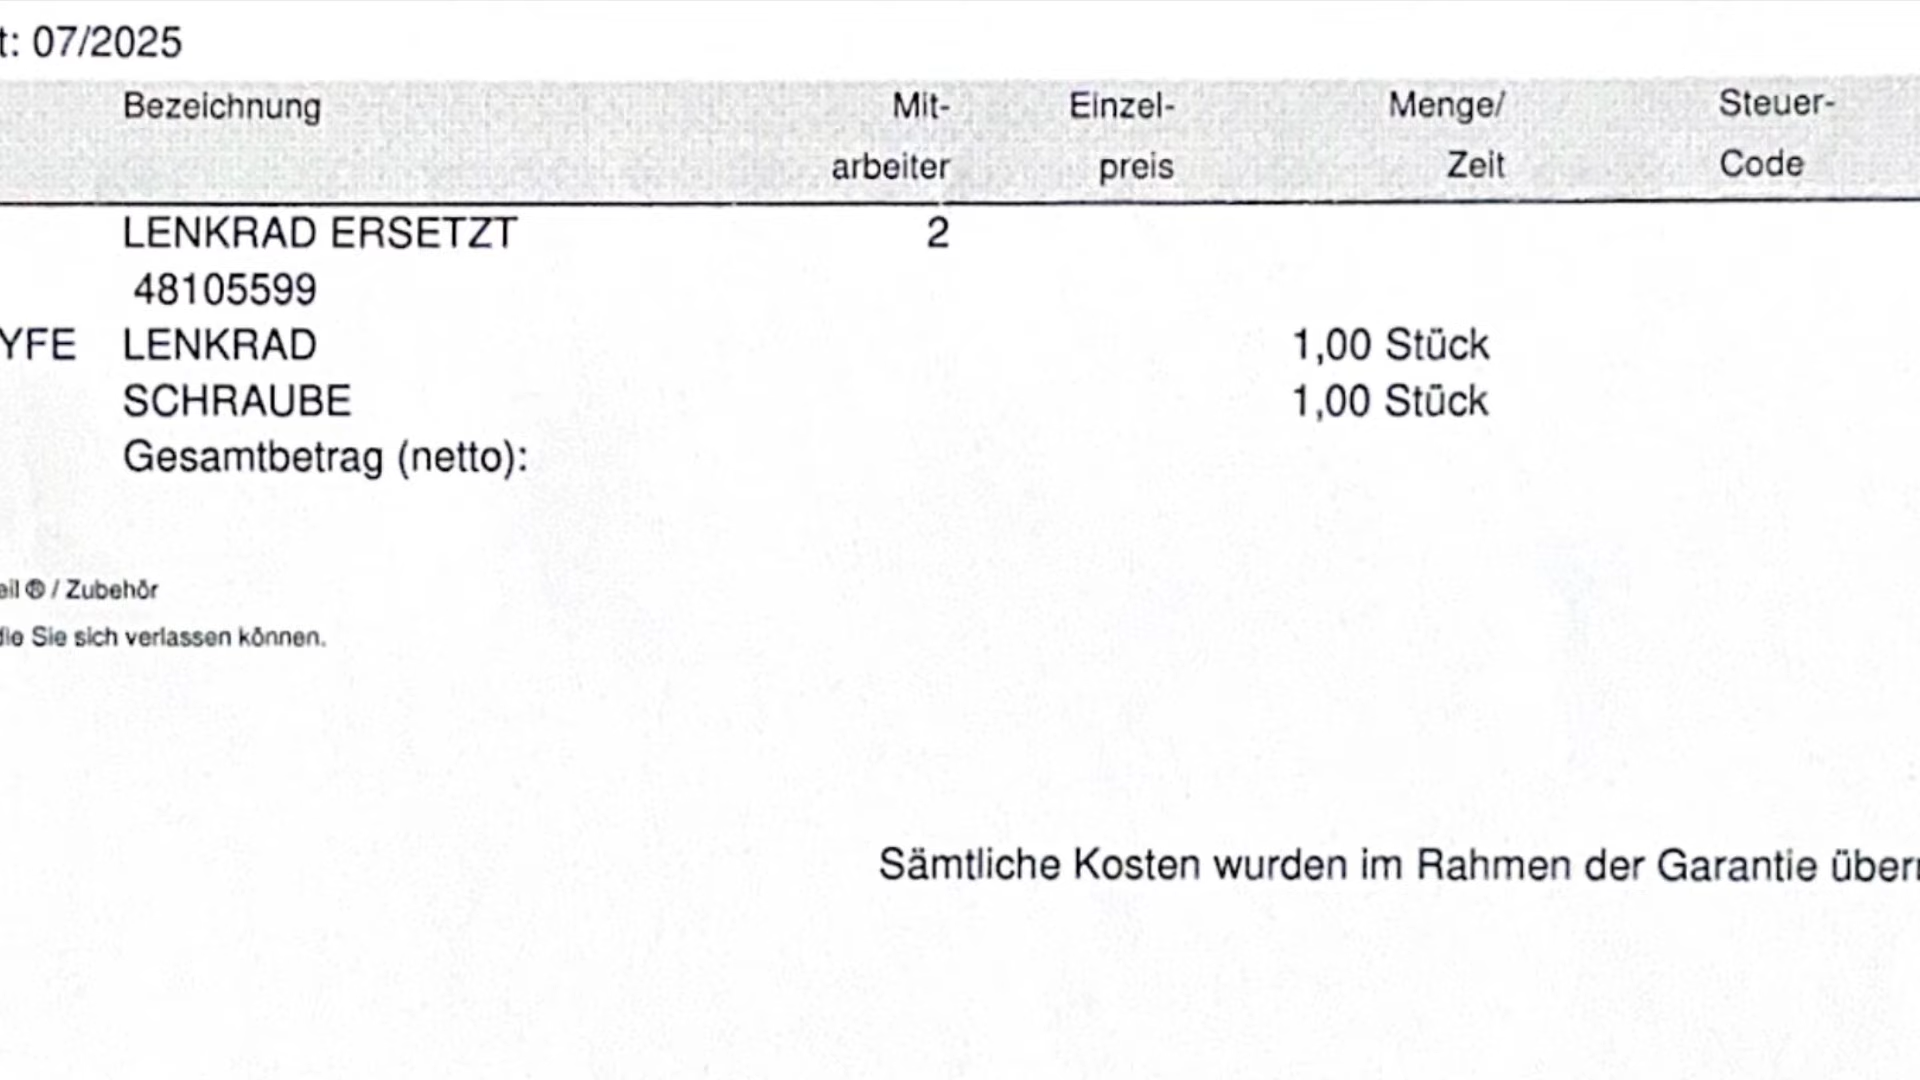 t: 07/2025
Bezeichnung Mit- Einzel- Menge/ Steuer-
arbeiter preis Zeit Code
LENKRAD ERSETZT 2
48105599
YFE LENKRAD 1,00 Stück
SCHRAUBE 1,00 Stück
Gesamtbetrag (netto):
eil ® / Zubehör
die Sie sich verlassen können.
Sämtliche Kosten wurden im Rahmen der Garantie über